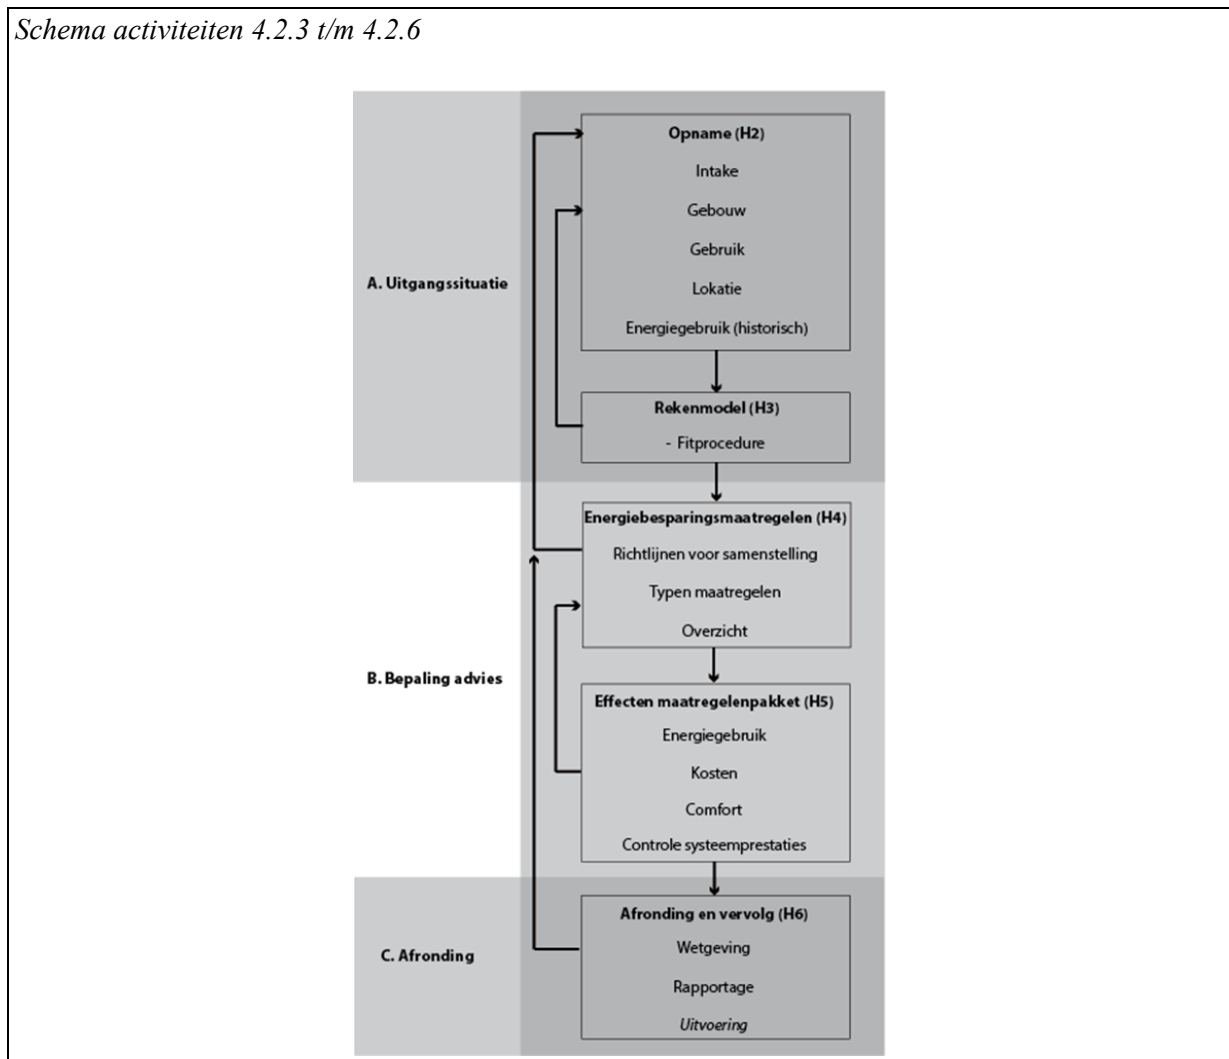 Schema activiteiten 4.2.3 t/m 4.2.6
A. Uitgangssituatie
Opname (H2)
Intake
Gebouw
Gebruik
Lokatie
Energiegebruik (historisch)
Rekenmodel (H3)
- Fitprocedure
B. Bepaling advies
Energiebesparingsmaatregelen (H4)
Richtlijnen voor samenstelling
Typen maatregelen
Overzicht
Effecten maatregelenpakket (H5)
Energiegebruik
Kosten
Comfort
Controle systeemprestaties
C. Afronding
Afronding en vervolg (H6)
Wetgeving
Rapportage
Uitvoering